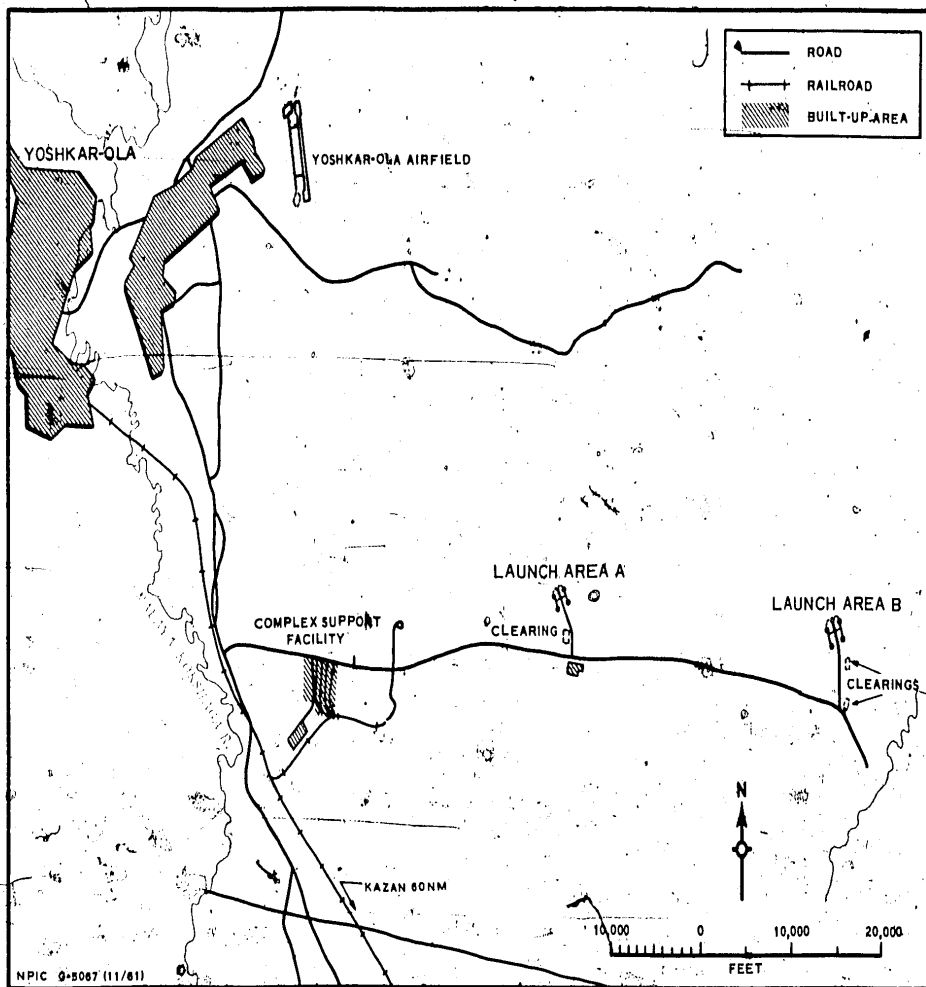 ROAD
RAILROAD
BUILT-UP AREA
YOSHKAR-OLA
YOSHKAR-OLA AIRFIELD
LAUNCH AREA A
LAUNCH AREA B
COMPLEX SUPPORT
FACILITY
CLEARING
CLEARINGS
N
KAZAN 60NM
10,000 0 10,000 20,000
FEET
NPIC G-5067 (11/61)